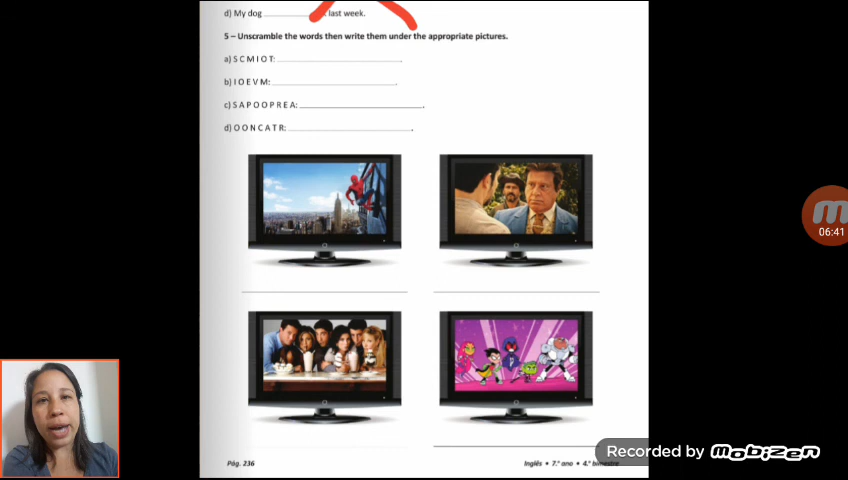 d) My dog last week.
5 – Unscramble the words then write them under the appropriate pictures.
a) S C M I O T: .
b) I O E V M: .
c) S A P O O P R E A: .
d) O O N C A T R: .
Pág. 236
Inglês • 7.º ano • 4.º bimestre
06:41
Recorded by Mobizen